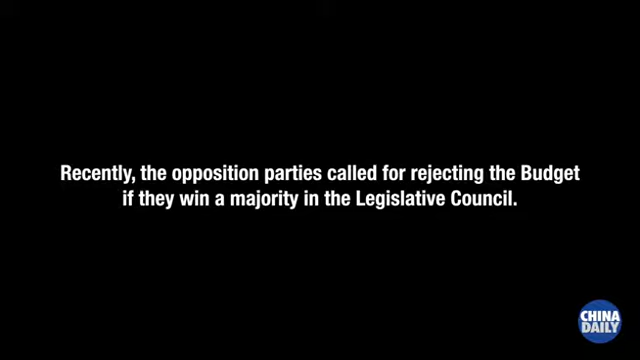 Recently, the opposition parties called for rejecting the Budget
if they win a majority in the Legislative Council.
CHINA
DAILY